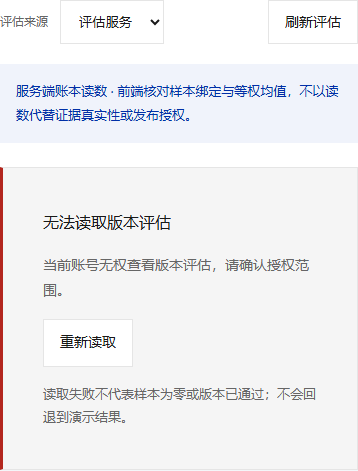 评估来源 评估服务 刷新评估
服务端账本读数 · 前端核对样本绑定与等权均值，不以读
数代替证据真实性或发布授权。
无法读取版本评估
当前账号无权查看版本评估，请确认授权范
围。
重新读取
读取失败不代表样本为零或版本已通过；不会回
退到演示结果。